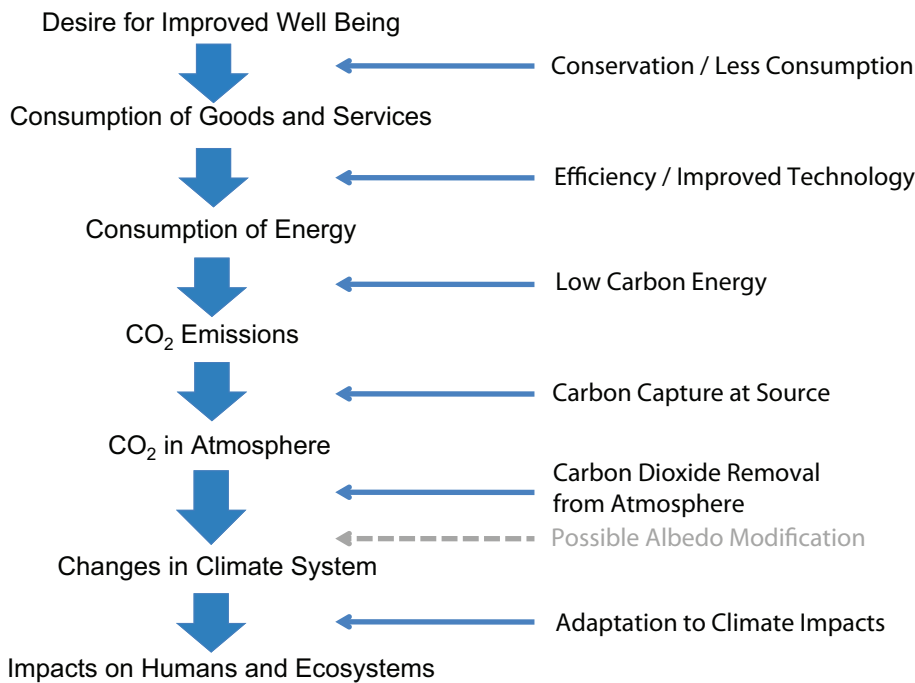 Desire for Improved Well Being
Conservation / Less Consumption
Consumption of Goods and Services
Efficiency / Improved Technology
Consumption of Energy
Low Carbon Energy
CO₂ Emissions
Carbon Capture at Source
CO₂ in Atmosphere
Carbon Dioxide Removal
from Atmosphere
Possible Albedo Modification
Changes in Climate System
Adaptation to Climate Impacts
Impacts on Humans and Ecosystems